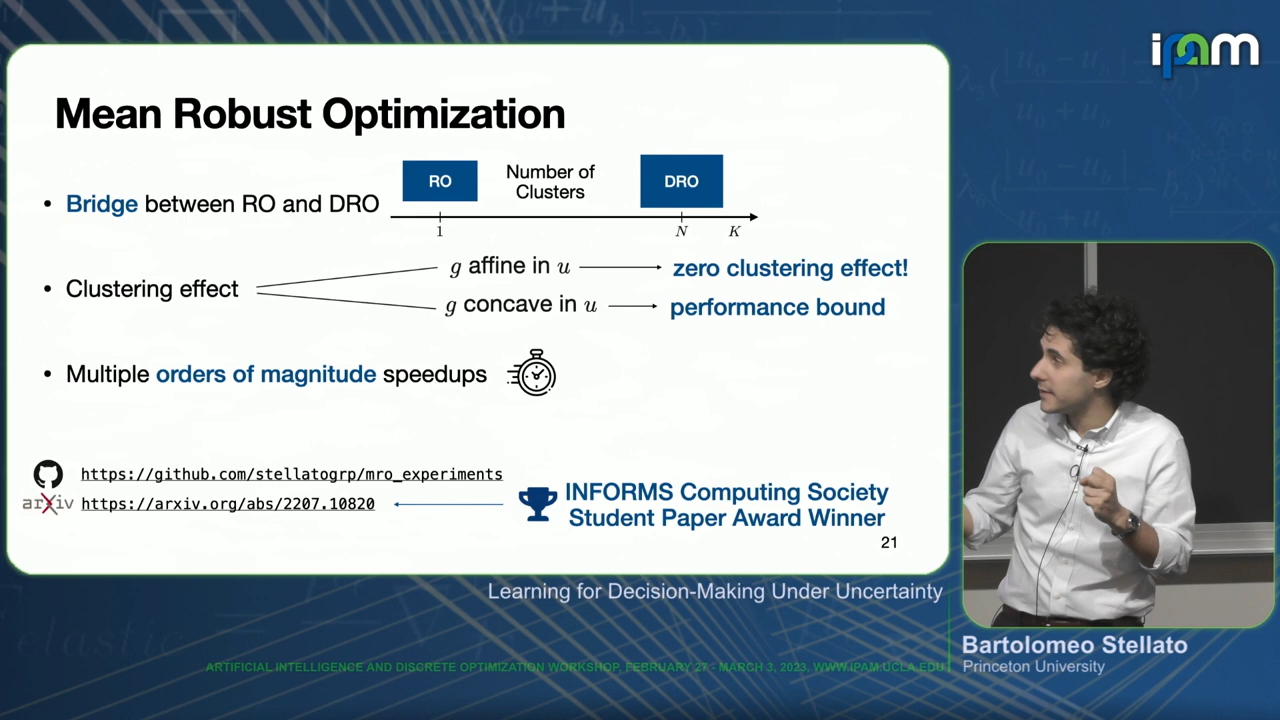 ipam
Mean Robust Optimization
• Bridge between RO and DRO
RO
Number of
Clusters
DRO
1
N
K
• Clustering effect
g affine in u
zero clustering effect!
g concave in u
performance bound
• Multiple orders of magnitude speedups
https://github.com/stellatogrp/mro_experiments
arXiv
https://arxiv.org/abs/2207.10820
INFORMS Computing Society
Student Paper Award Winner
21
Learning for Decision-Making Under Uncertainty
Bartolomeo Stellato
Princeton University
ARTIFICIAL INTELLIGENCE AND DISCRETE OPTIMIZATION WORKSHOP, FEBRUARY 27 - MARCH 3, 2023, WWW.IPAM.UCLA.EDU
elastic